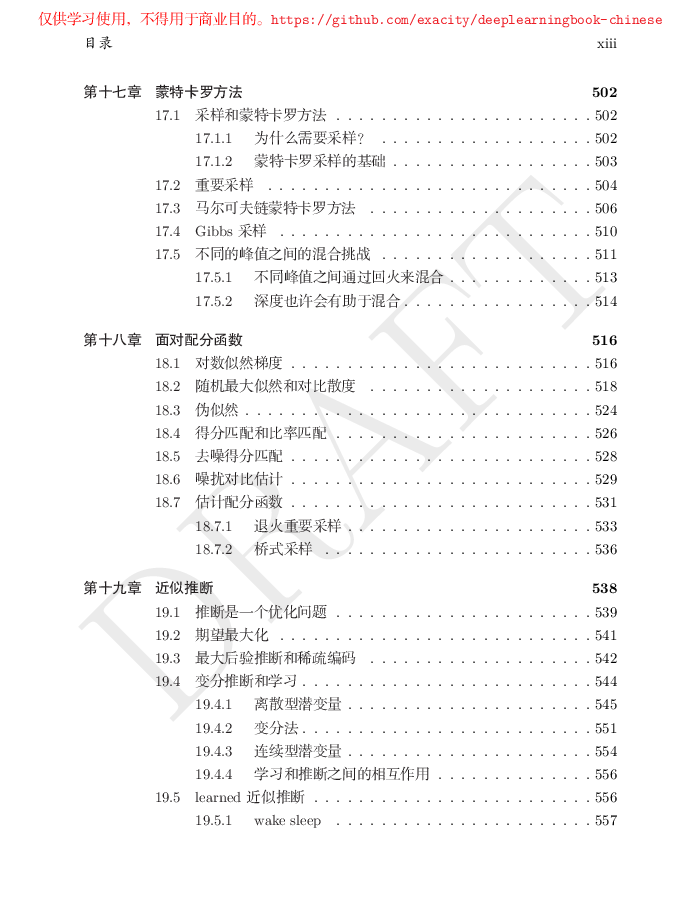 仅供学习使用，不得用于商业目的。https://github.com/exacity/deeplearningbook-chinese
目录 xiii
第十七章 蒙特卡罗方法 502
17.1 采样和蒙特卡罗方法 . . . . . . . . . . . . . . . . . . . . . . . 502
17.1.1 为什么需要采样？ . . . . . . . . . . . . . . . . . . . 502
17.1.2 蒙特卡罗采样的基础 . . . . . . . . . . . . . . . . . . 503
17.2 重要采样 . . . . . . . . . . . . . . . . . . . . . . . . . . . . . 504
17.3 马尔可夫链蒙特卡罗方法 . . . . . . . . . . . . . . . . . . . . 506
17.4 Gibbs 采样 . . . . . . . . . . . . . . . . . . . . . . . . . . . . 510
17.5 不同的峰值之间的混合挑战 . . . . . . . . . . . . . . . . . . . 511
17.5.1 不同峰值之间通过回火来混合 . . . . . . . . . . . . . 513
17.5.2 深度也许会有助于混合 . . . . . . . . . . . . . . . . . 514
第十八章 面对配分函数 516
18.1 对数似然梯度 . . . . . . . . . . . . . . . . . . . . . . . . . . . 516
18.2 随机最大似然和对比散度 . . . . . . . . . . . . . . . . . . . . 518
18.3 伪似然 . . . . . . . . . . . . . . . . . . . . . . . . . . . . . . . 524
18.4 得分匹配和比率匹配 . . . . . . . . . . . . . . . . . . . . . . . 526
18.5 去噪得分匹配 . . . . . . . . . . . . . . . . . . . . . . . . . . . 528
18.6 噪扰对比估计 . . . . . . . . . . . . . . . . . . . . . . . . . . . 529
18.7 估计配分函数 . . . . . . . . . . . . . . . . . . . . . . . . . . . 531
18.7.1 退火重要采样 . . . . . . . . . . . . . . . . . . . . . . 533
18.7.2 桥式采样 . . . . . . . . . . . . . . . . . . . . . . . . 536
第十九章 近似推断 538
19.1 推断是一个优化问题 . . . . . . . . . . . . . . . . . . . . . . . 539
19.2 期望最大化 . . . . . . . . . . . . . . . . . . . . . . . . . . . . 541
19.3 最大后验推断和稀疏编码 . . . . . . . . . . . . . . . . . . . . 542
19.4 变分推断和学习 . . . . . . . . . . . . . . . . . . . . . . . . . . 544
19.4.1 离散型潜变量 . . . . . . . . . . . . . . . . . . . . . . 545
19.4.2 变分法 . . . . . . . . . . . . . . . . . . . . . . . . . . 551
19.4.3 连续型潜变量 . . . . . . . . . . . . . . . . . . . . . . 554
19.4.4 学习和推断之间的相互作用 . . . . . . . . . . . . . . 556
19.5 learned 近似推断 . . . . . . . . . . . . . . . . . . . . . . . . . 556
19.5.1 wake sleep . . . . . . . . . . . . . . . . . . . . . . . 557
DRAFT